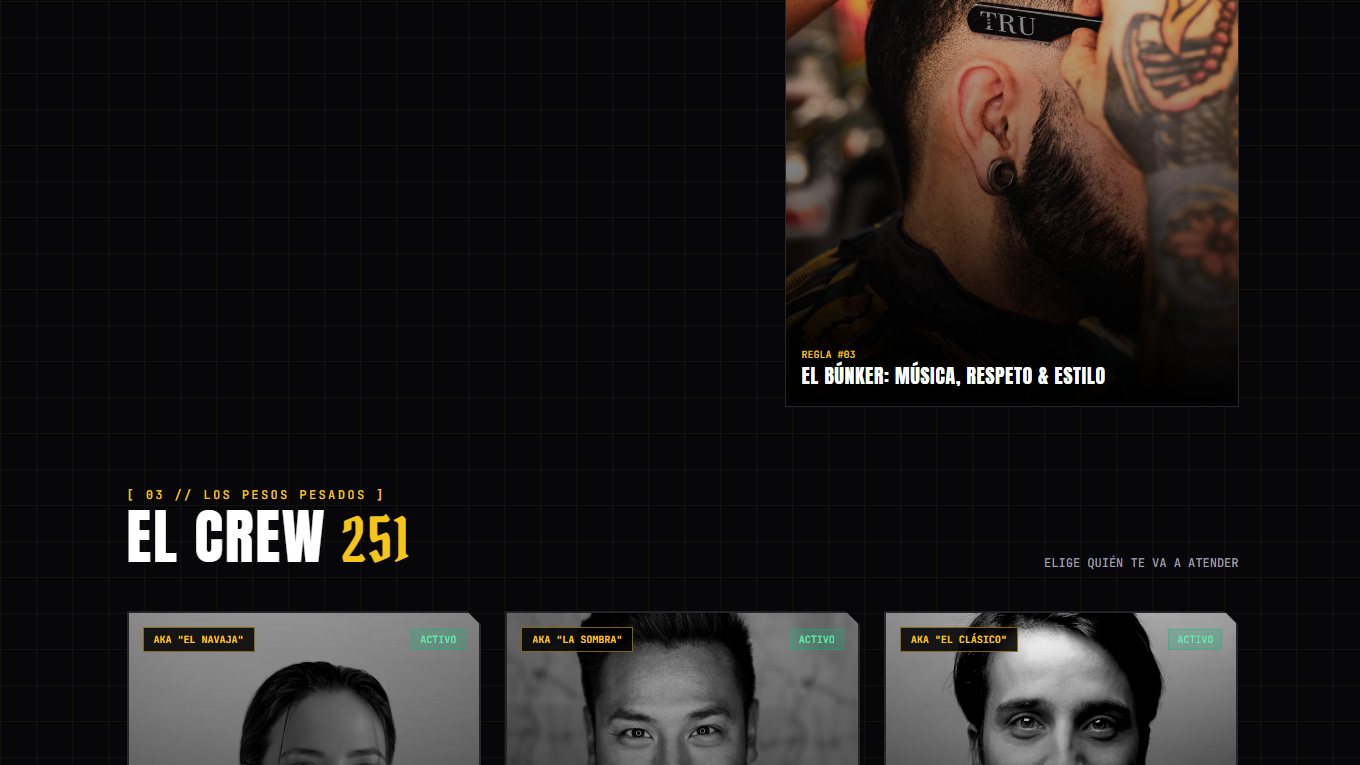 TRU
REGLA #03
EL BÚNKER: MÚSICA, RESPETO & ESTILO
[ 03 // LOS PESOS PESADOS ]
EL CREW 251
ELIGE QUIÉN TE VA A ATENDER
AKA "EL NAVAJA"
ACTIVO
AKA "LA SOMBRA"
ACTIVO
AKA "EL CLÁSICO"
ACTIVO